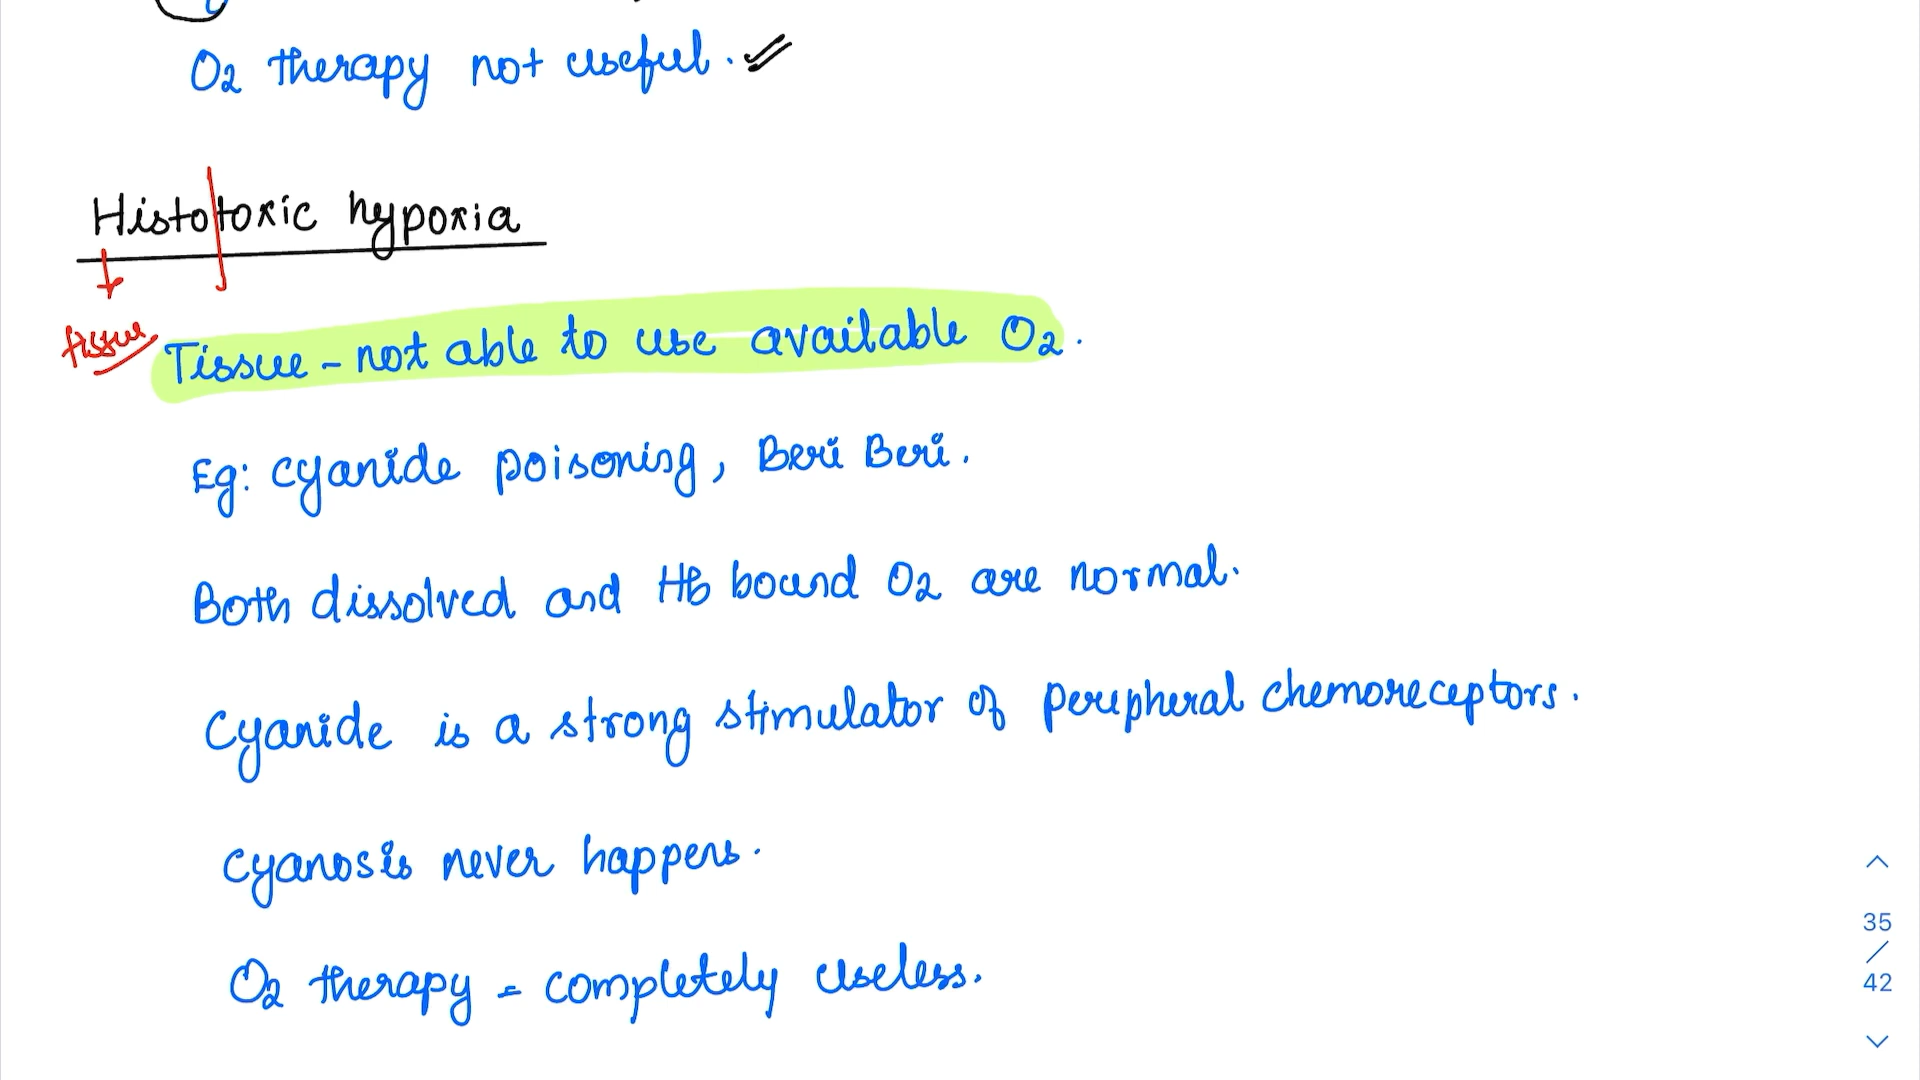 O2 therapy not useful.
Histotoxic hypoxia
tissue
Tissue - not able to use available O2.
Eg: Cyanide poisoning, Beri Beri.
Both dissolved and Hb bound O2 are normal.
Cyanide is a strong stimulator of peripheral chemoreceptors.
Cyanosis never happens.
O2 therapy - completely useless.
35
/
42